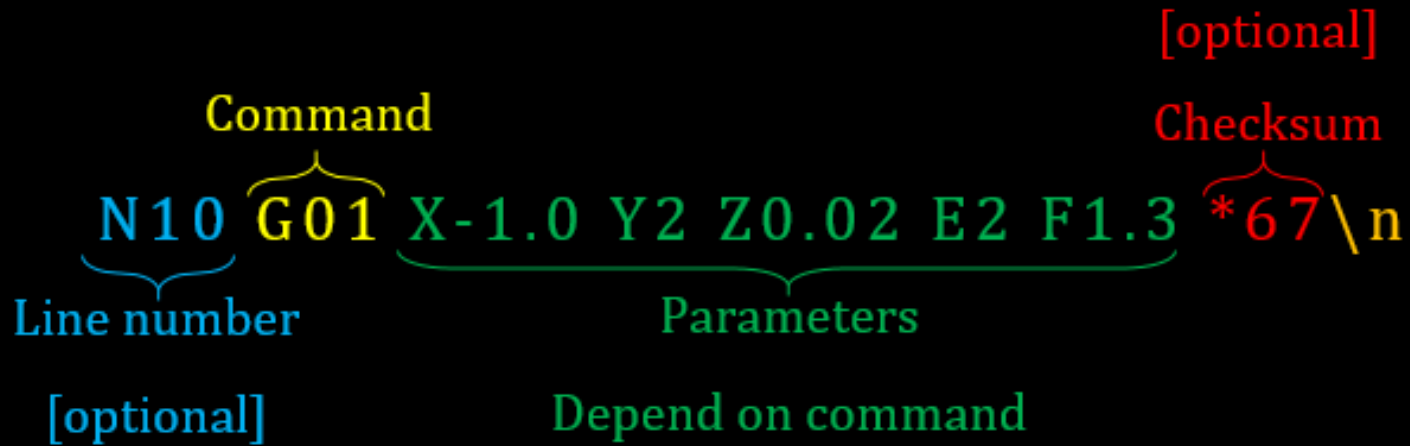 [optional]
Command
Checksum
N10 G01 X-1.0 Y2 Z0.02 E2 F1.3 *67\n
Line number
Parameters
[optional]
Depend on command